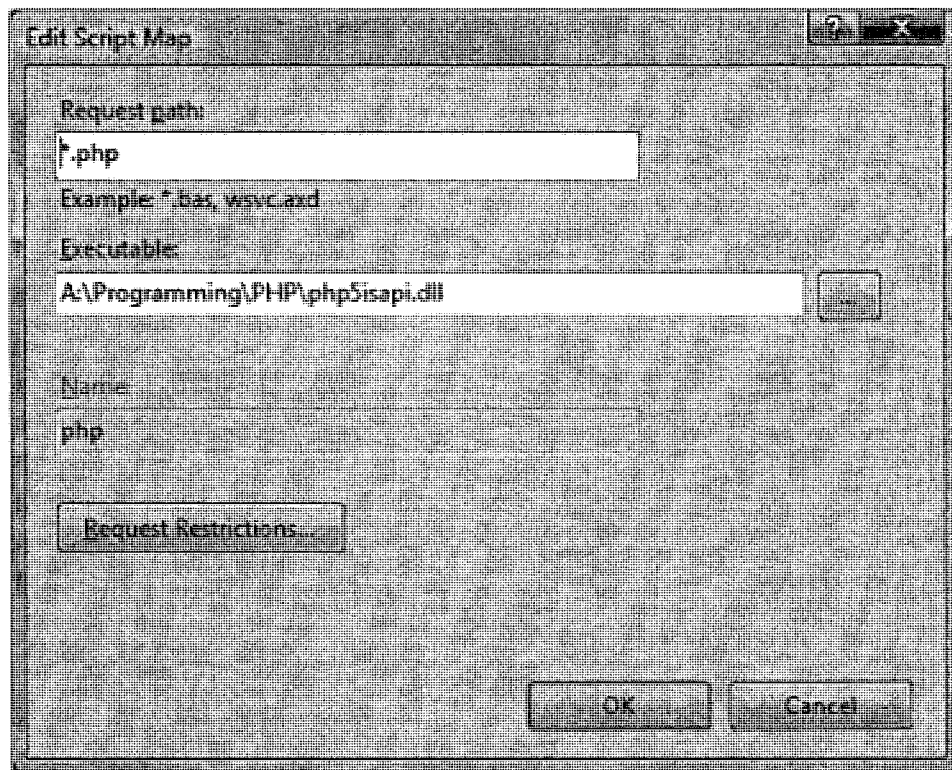 Edit Script Map
Request path:
*.php
Example: *.bas, wsvc.axd
Executable:
A:\Programming\PHP\php5isapi.dll
...
Name:
php
Request Restrictions...
OK
Cancel